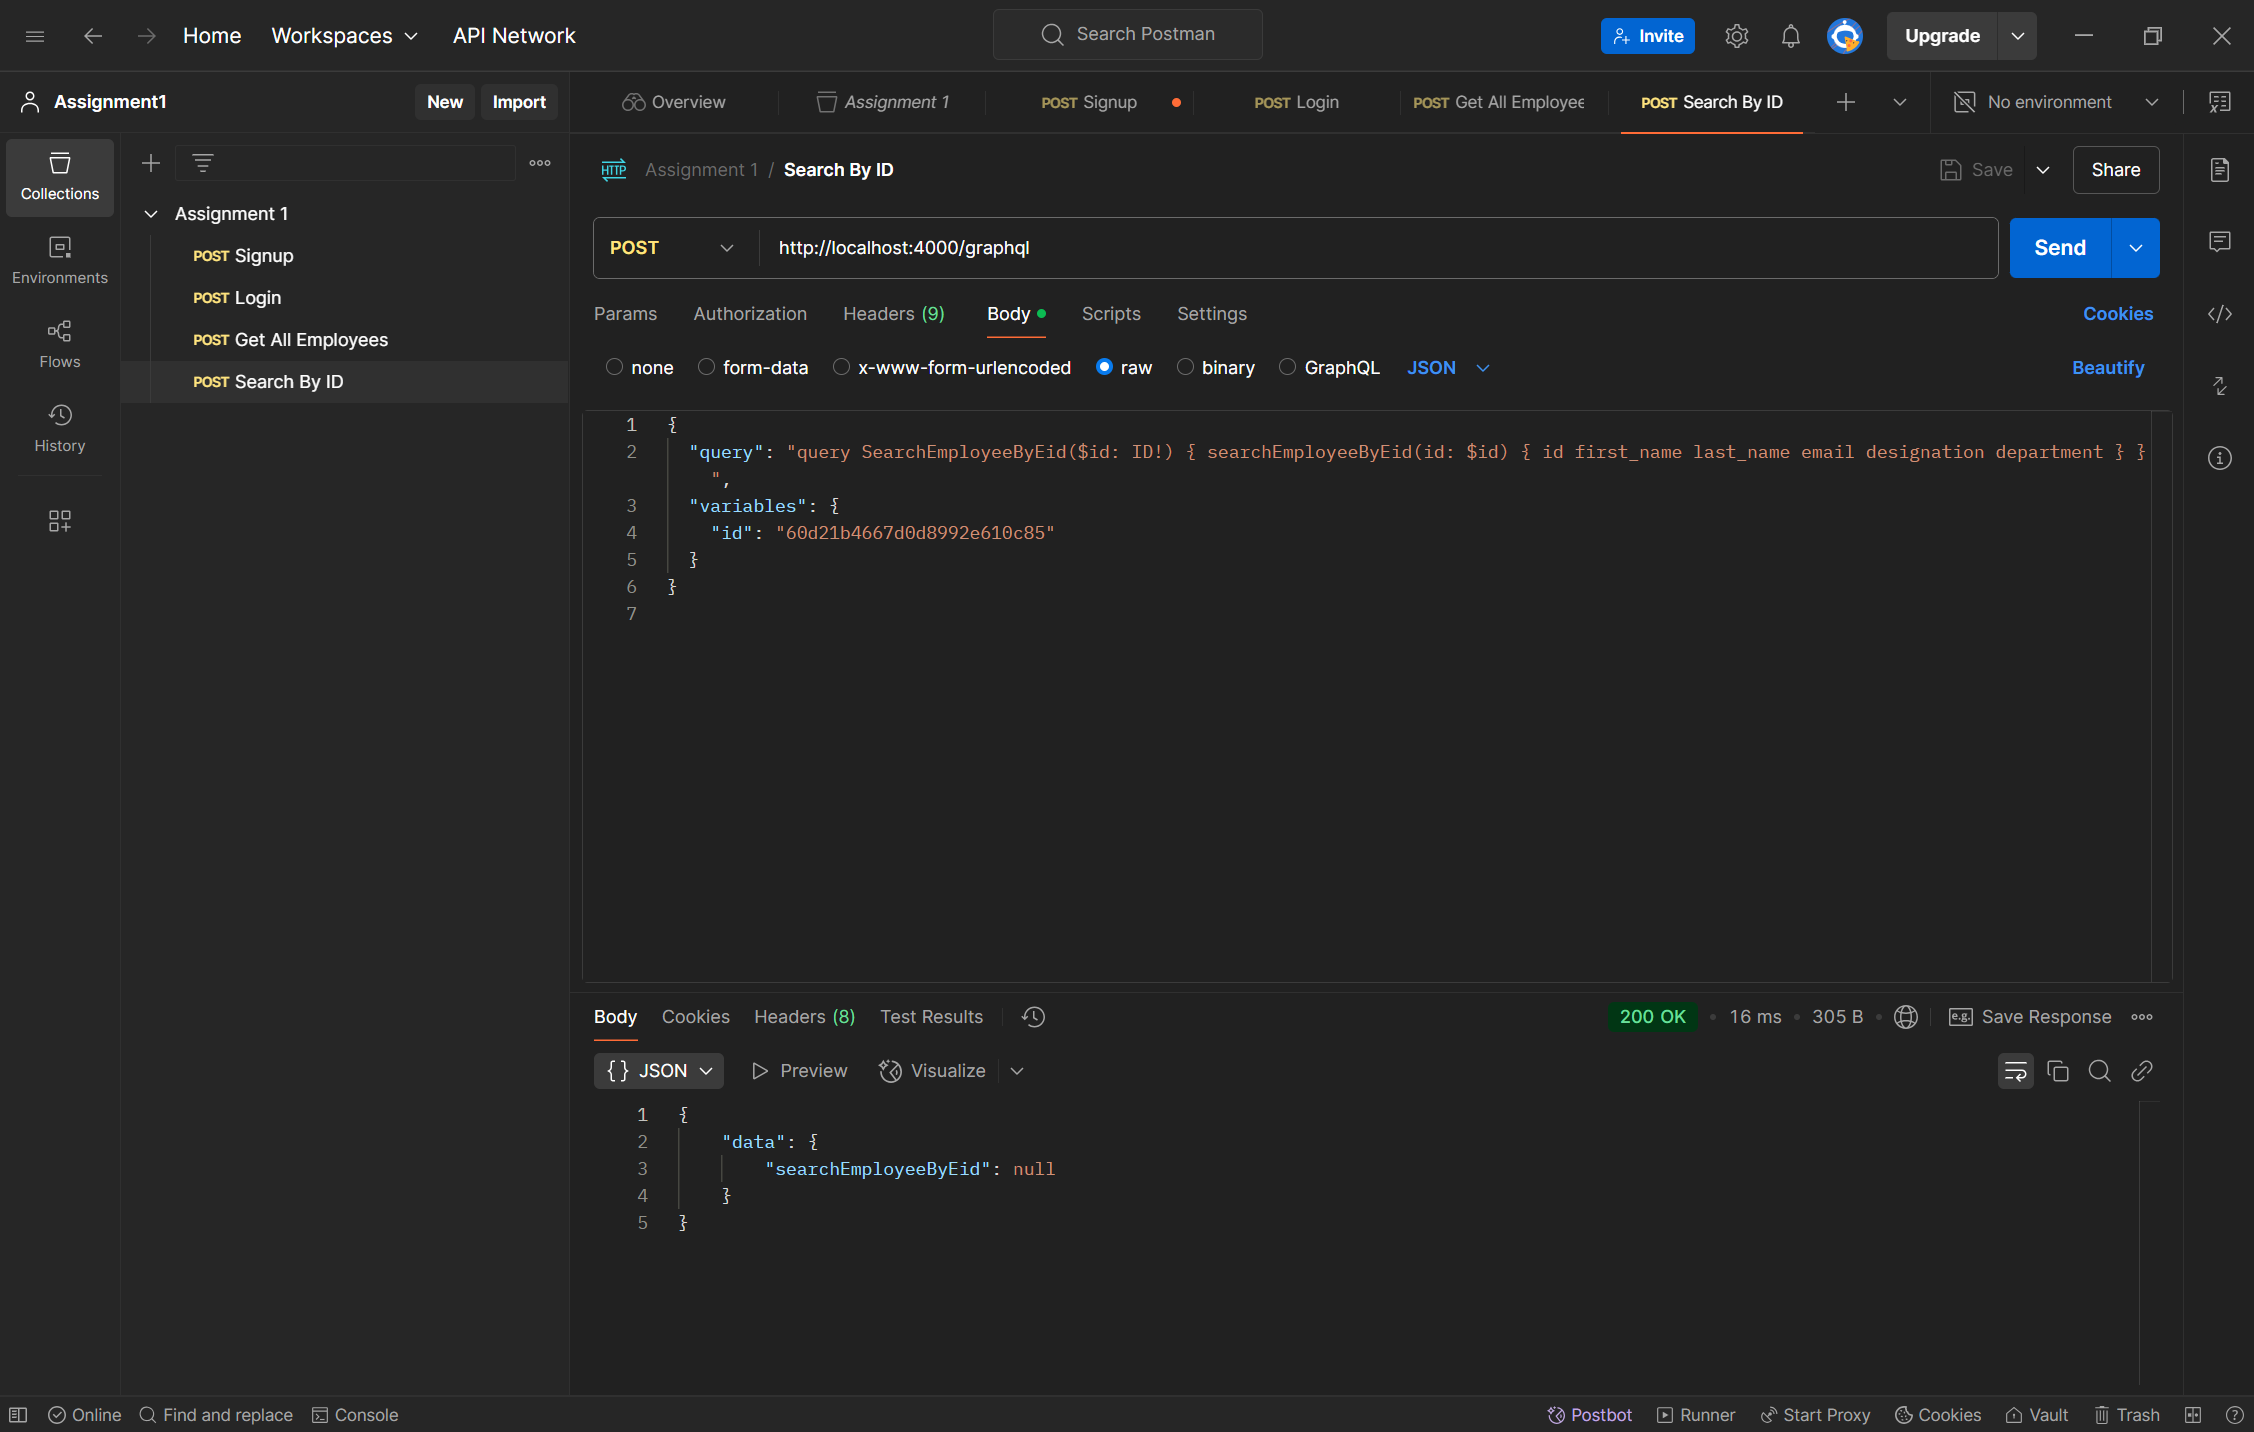 Home
Workspaces
API Network
Search Postman
Invite
Upgrade
Assignment1
New
Import
Overview
Assignment 1
POST Signup
POST Login
POST Get All Employee
POST Search By ID
No environment
Collections
Environments
Flows
History
Assignment 1
POST Signup
POST Login
POST Get All Employees
POST Search By ID
HTTP Assignment 1 / Search By ID
Save
Share
POST
http://localhost:4000/graphql
Send
Params
Authorization
Headers (9)
Body
Scripts
Settings
Cookies
none
form-data
x-www-form-urlencoded
raw
binary
GraphQL
JSON
Beautify
1 {
2 "query": "query SearchEmployeeByEid($id: ID!) { searchEmployeeByEid(id: $id) { id first_name last_name email designation department } }
",
3 "variables": {
4 "id": "60d21b4667d0d8992e610c85"
5 }
6 }
7
Body
Cookies
Headers (8)
Test Results
200 OK
16 ms
305 B
e.g. Save Response
{} JSON
Preview
Visualize
1 {
2 "data": {
3 "searchEmployeeByEid": null
4 }
5 }
Online
Find and replace
Console
Postbot
Runner
Start Proxy
Cookies
Vault
Trash